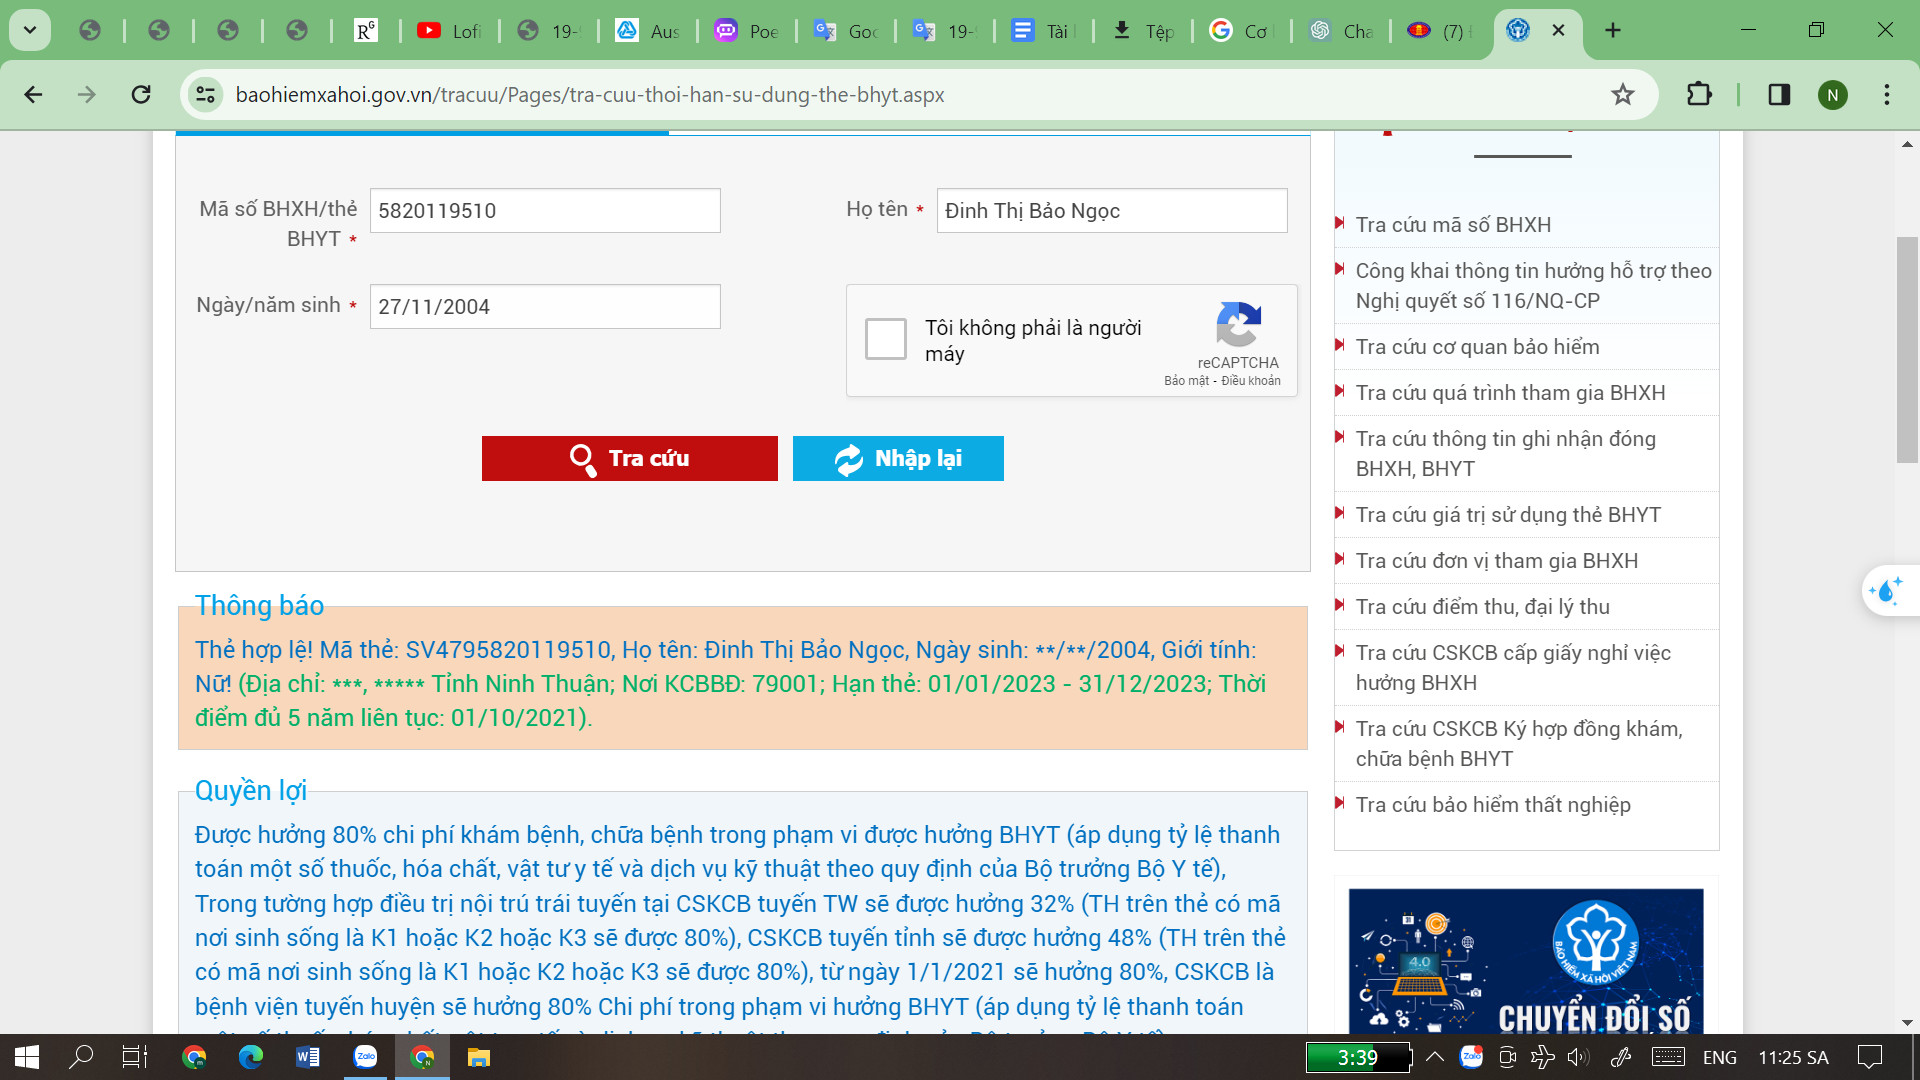 Lofi
19-
Aus
Poe
Goc
19-
Tài
Tệp
Cơ
Cha
(7)
baohiemxahoi.gov.vn/tracuu/Pages/tra-cuu-thoi-han-su-dung-the-bhyt.aspx
N
Mã số BHXH/thẻ
BHYT *
5820119510
Họ tên *
Đinh Thị Bảo Ngọc
Ngày/năm sinh *
27/11/2004
Tôi không phải là người
máy
reCAPTCHA
Bảo mật - Điều khoản
Tra cứu
Nhập lại
Thông báo
Thẻ hợp lệ! Mã thẻ: SV4795820119510, Họ tên: Đinh Thị Bảo Ngọc, Ngày sinh: **/**/2004, Giới tính:
Nữ! (Địa chỉ: ***, ***** Tỉnh Ninh Thuận; Nơi KCBBĐ: 79001; Hạn thẻ: 01/01/2023 - 31/12/2023; Thời
điểm đủ 5 năm liên tục: 01/10/2021).
Quyền lợi
Được hưởng 80% chi phí khám bệnh, chữa bệnh trong phạm vi được hưởng BHYT (áp dụng tỷ lệ thanh
toán một số thuốc, hóa chất, vật tư y tế và dịch vụ kỹ thuật theo quy định của Bộ trưởng Bộ Y tế),
Trong tường hợp điều trị nội trú trái tuyến tại CSKCB tuyến TW sẽ được hưởng 32% (TH trên thẻ có mã
nơi sinh sống là K1 hoặc K2 hoặc K3 sẽ được 80%), CSKCB tuyến tỉnh sẽ được hưởng 48% (TH trên thẻ
có mã nơi sinh sống là K1 hoặc K2 hoặc K3 sẽ được 80%), từ ngày 1/1/2021 sẽ hưởng 80%, CSKCB là
bệnh viện tuyến huyện sẽ hưởng 80% Chi phí trong phạm vi hưởng BHYT (áp dụng tỷ lệ thanh toán
Tra cứu mã số BHXH
Công khai thông tin hưởng hỗ trợ theo
Nghị quyết số 116/NQ-CP
Tra cứu cơ quan bảo hiểm
Tra cứu quá trình tham gia BHXH
Tra cứu thông tin ghi nhận đóng
BHXH, BHYT
Tra cứu giá trị sử dụng thẻ BHYT
Tra cứu đơn vị tham gia BHXH
Tra cứu điểm thu, đại lý thu
Tra cứu CSKCB cấp giấy nghỉ việc
hưởng BHXH
Tra cứu CSKCB Ký hợp đồng khám,
chữa bệnh BHYT
Tra cứu bảo hiểm thất nghiệp
4.0
BẢO HIỂM XÃ HỘI VIỆT NAM
CHUYỂN ĐỔI SỐ
Zalo
3:39
Zalo
ENG
11:25 SA